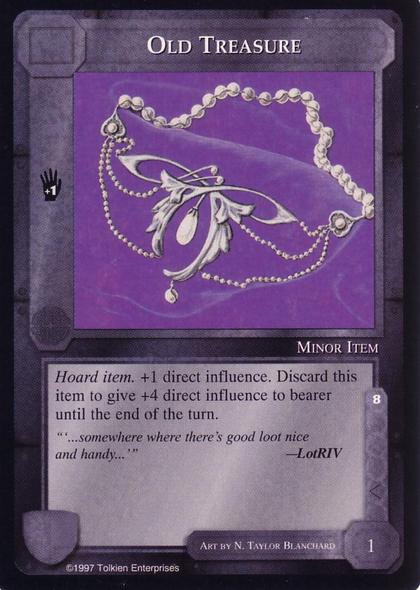 OLD TREASURE
+1
MINOR ITEM
Hoard item. +1 direct influence. Discard this
item to give +4 direct influence to bearer
until the end of the turn.
8
“‘...somewhere where there’s good loot nice
and handy...’” —LotRIV
ART BY N. TAYLOR BLANCHARD
1
©1997 Tolkien Enterprises